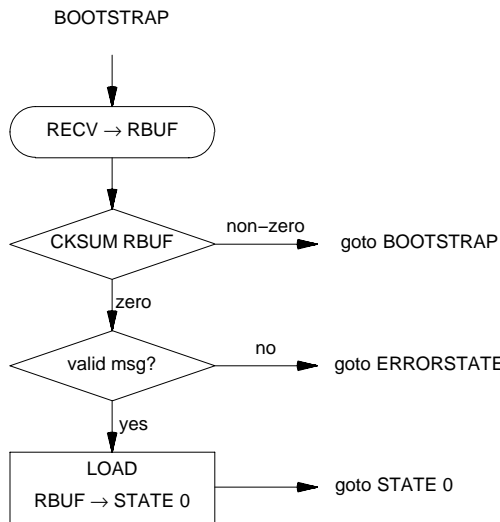 BOOTSTRAP
RECV → RBUF
CKSUM RBUF
non−zero
goto BOOTSTRAP
zero
valid msg?
no
goto ERRORSTATE
yes
LOAD
RBUF → STATE 0
goto STATE 0